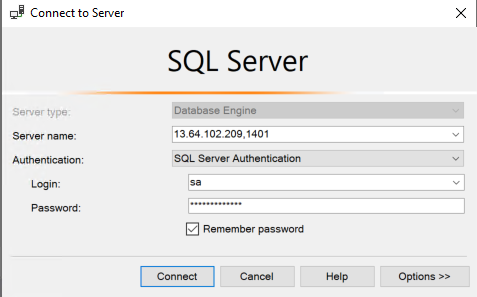 Connect to Server
SQL Server
Server type: Database Engine
Server name: 13.64.102.209,1401
Authentication: SQL Server Authentication
Login: sa
Password: *************
Remember password
Connect Cancel Help Options >>